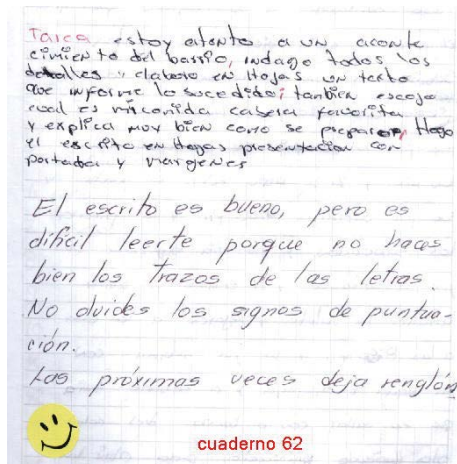 Tarea estoy atento a un aconte
cimiento del barrio, indago todos los
detalles y elaboro en Hojas un texto
que informe lo sucedido; tanbien escojo
cual es mi comida casera favorita
y explica muy bien como se preparar, Hago
el escrito en Hojas presentacion con
portada y margenes
El escrito es bueno, pero es
difícil leerte porque no haces
bien los trazos de las letras.
No olvides los signos de puntua-
ción.
Las próximas veces deja renglón
cuaderno 62